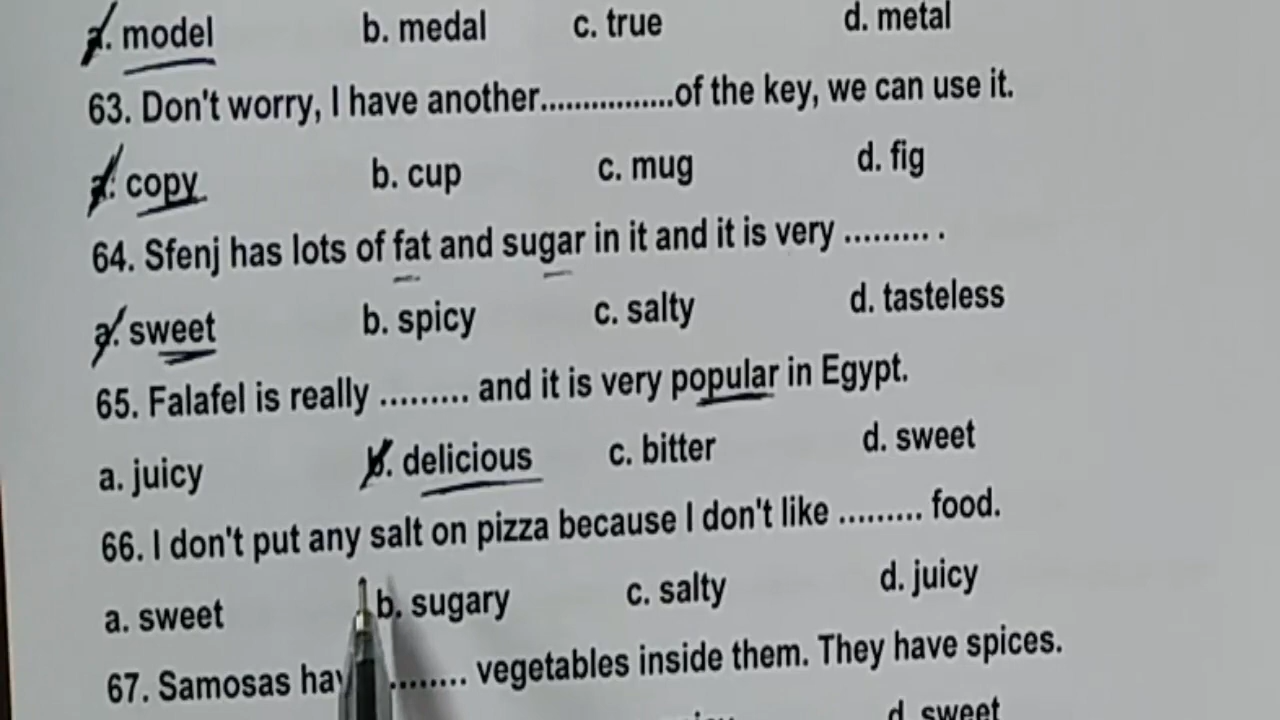 a. model b. medal c. true d. metal
63. Don't worry, I have another................of the key, we can use it.
a. copy b. cup c. mug d. fig
64. Sfenj has lots of fat and sugar in it and it is very ......... .
a. sweet b. spicy c. salty d. tasteless
65. Falafel is really ......... and it is very popular in Egypt.
a. juicy b. delicious c. bitter d. sweet
66. I don't put any salt on pizza because I don't like ......... food.
a. sweet b. sugary c. salty d. juicy
67. Samosas ........ vegetables inside them. They have spices.
d. sweet